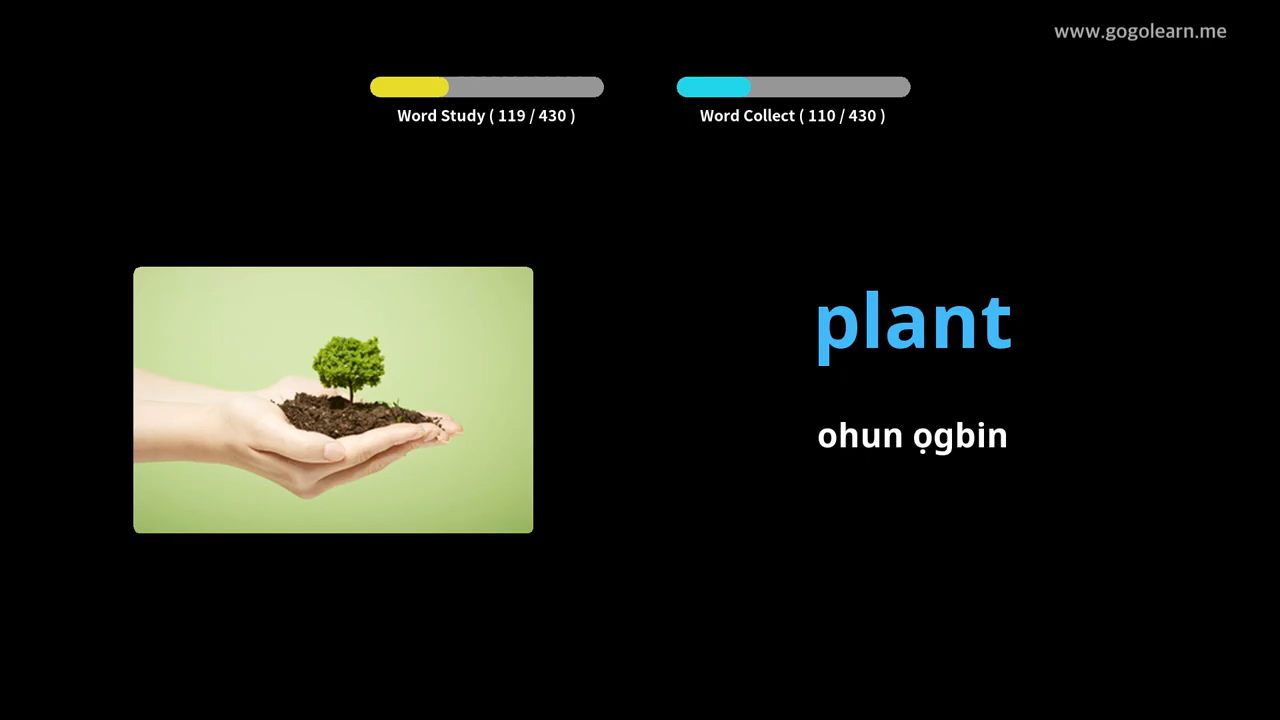 www.gogolearn.me
Word Study ( 119 / 430 )
Word Collect ( 110 / 430 )
plant
ohun ọgbin